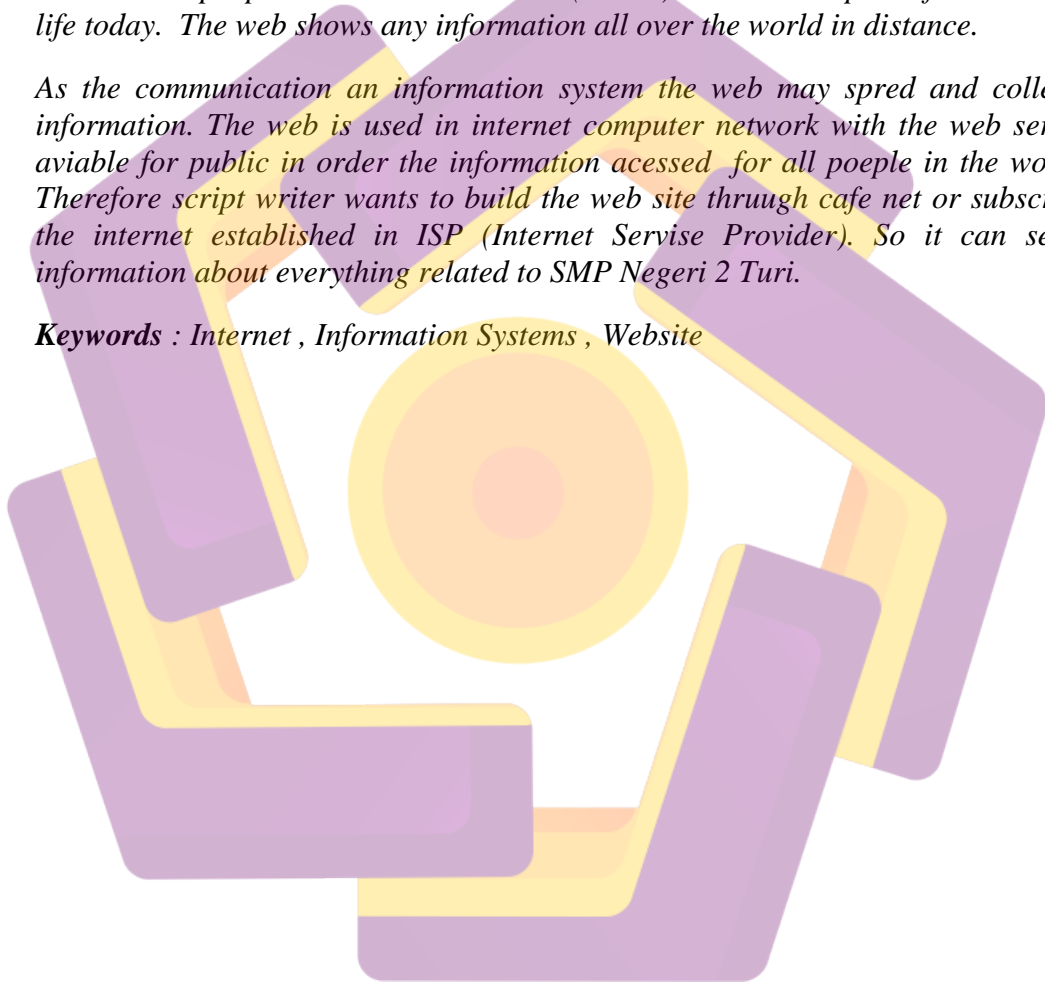 life today. The web shows any information all over the world in distance.
As the communication an information system the web may spred and colle
information. The web is used in internet computer network with the web ser
aviable for public in order the information acessed for all poeple in the wo
Therefore script writer wants to build the web site thruugh cafe net or subsc
the internet established in ISP (Internet Servise Provider). So it can se
information about everything related to SMP Negeri 2 Turi.
Keywords : Internet , Information Systems , Website